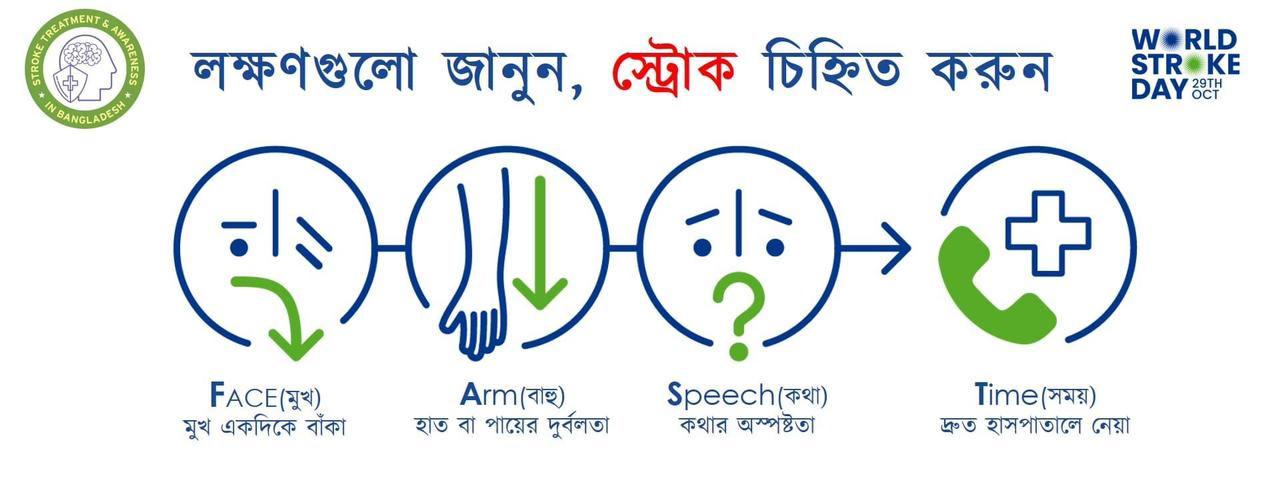 STROKE TREATMENT & AWARENESS
★ IN BANGLADESH ★
লক্ষণগুলো জানুন, স্ট্রোক চিহ্নিত করুন
WORLD
STROKE
DAY 29TH OCT
FACE(মুখ)
মুখ একদিকে বাঁকা
Arm(বাহু)
হাত বা পায়ের দুর্বলতা
Speech(কথা)
কথার অস্পষ্টতা
Time(সময়)
দ্রুত হাসপাতালে নেয়া